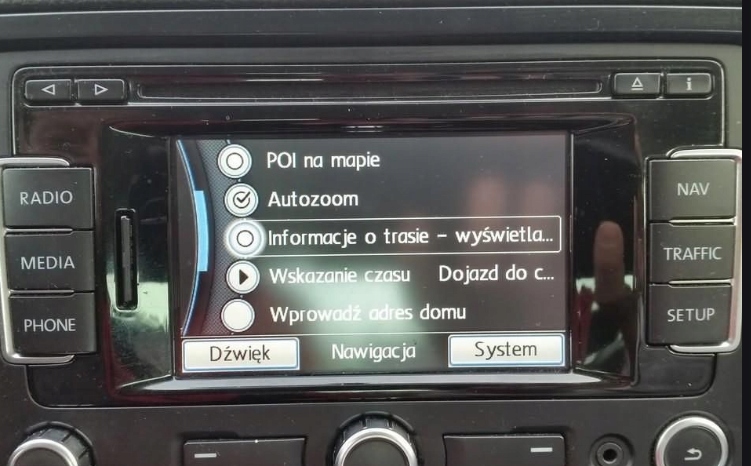 RADIO
MEDIA
PHONE
POI na mapie
Autozoom
Informacje o trasie - wyświetla...
Wskazanie czasu Dojazd do c...
Wprowadź adres domu
Dźwięk Nawigacja System
NAV
TRAFFIC
SETUP
i